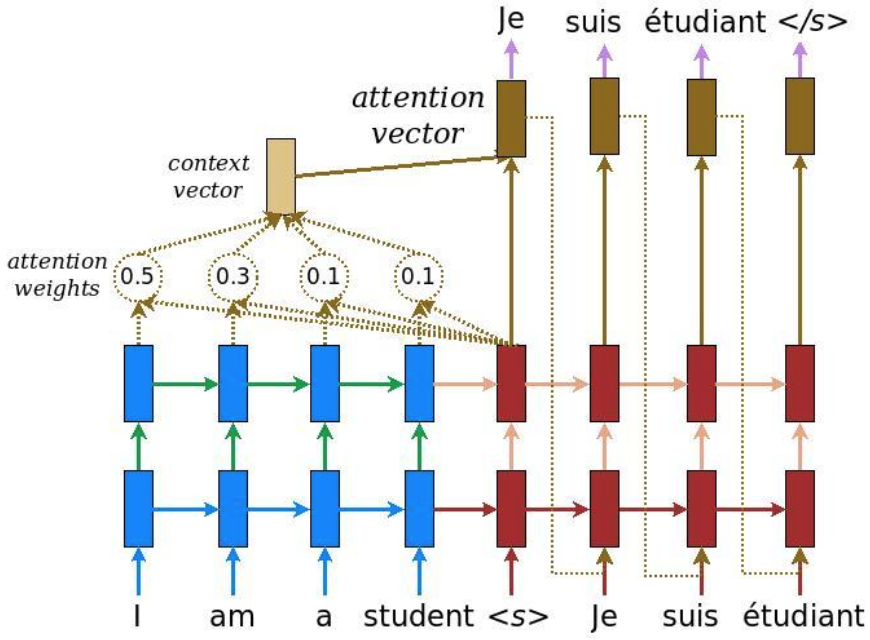 Je suis étudiant </s>
attention
vector
context
vector
attention
weights
0.5 0.3 0.1 0.1
I am a student <s> Je suis étudiant